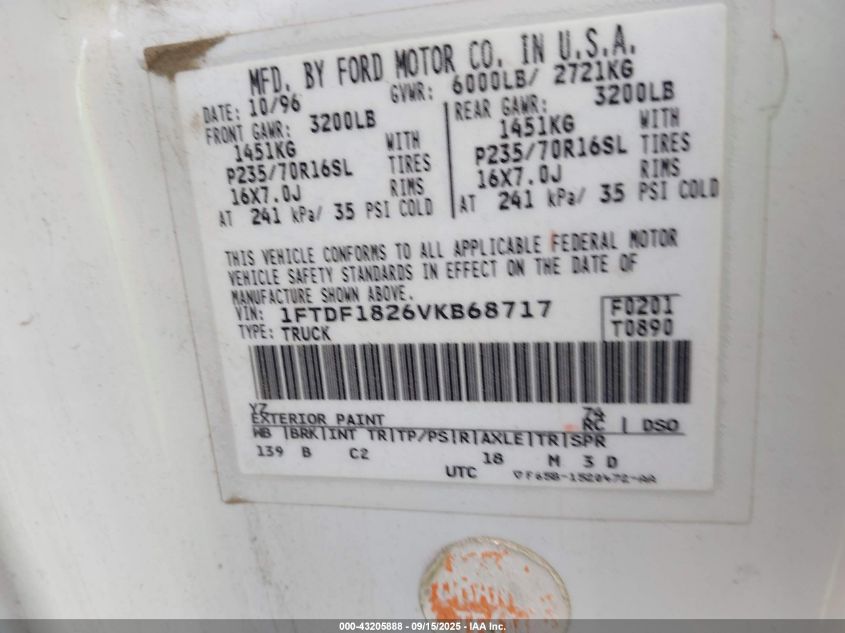 MFD. BY FORD MOTOR CO. IN U.S.A.
DATE: 10/96 GVWR: 6000LB/ 2721KG
FRONT GAWR: 3200LB REAR GAWR: 3200LB
1451KG WITH 1451KG WITH
P235/70R16SL TIRES P235/70R16SL TIRES
16X7.0J RIMS 16X7.0J RIMS
AT 241 kPa/ 35 PSI COLD AT 241 kPa/ 35 PSI COLD
THIS VEHICLE CONFORMS TO ALL APPLICABLE FEDERAL MOTOR
VEHICLE SAFETY STANDARDS IN EFFECT ON THE DATE OF
MANUFACTURE SHOWN ABOVE.
VIN: 1FTDF1826VKB68717 F0201
TYPE: TRUCK T0890
YZ 74
EXTERIOR PAINT RC | DSO
WB |BRK|INT TR|TP/PS|R|AXLE|TR|SPR
139 B C2 18 M 3 D
UTC F65B-1520472-AA
000-43205888 - 09/15/2025 - IAA Inc.